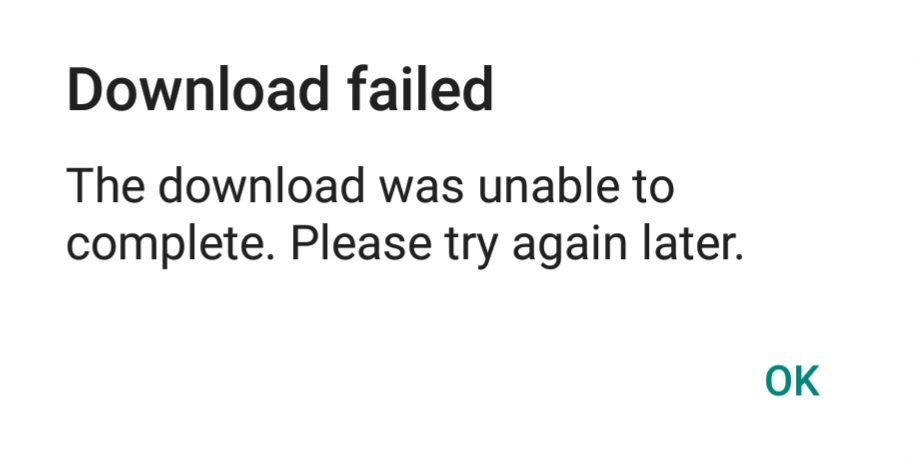 Download failed
The download was unable to
complete. Please try again later.
OK